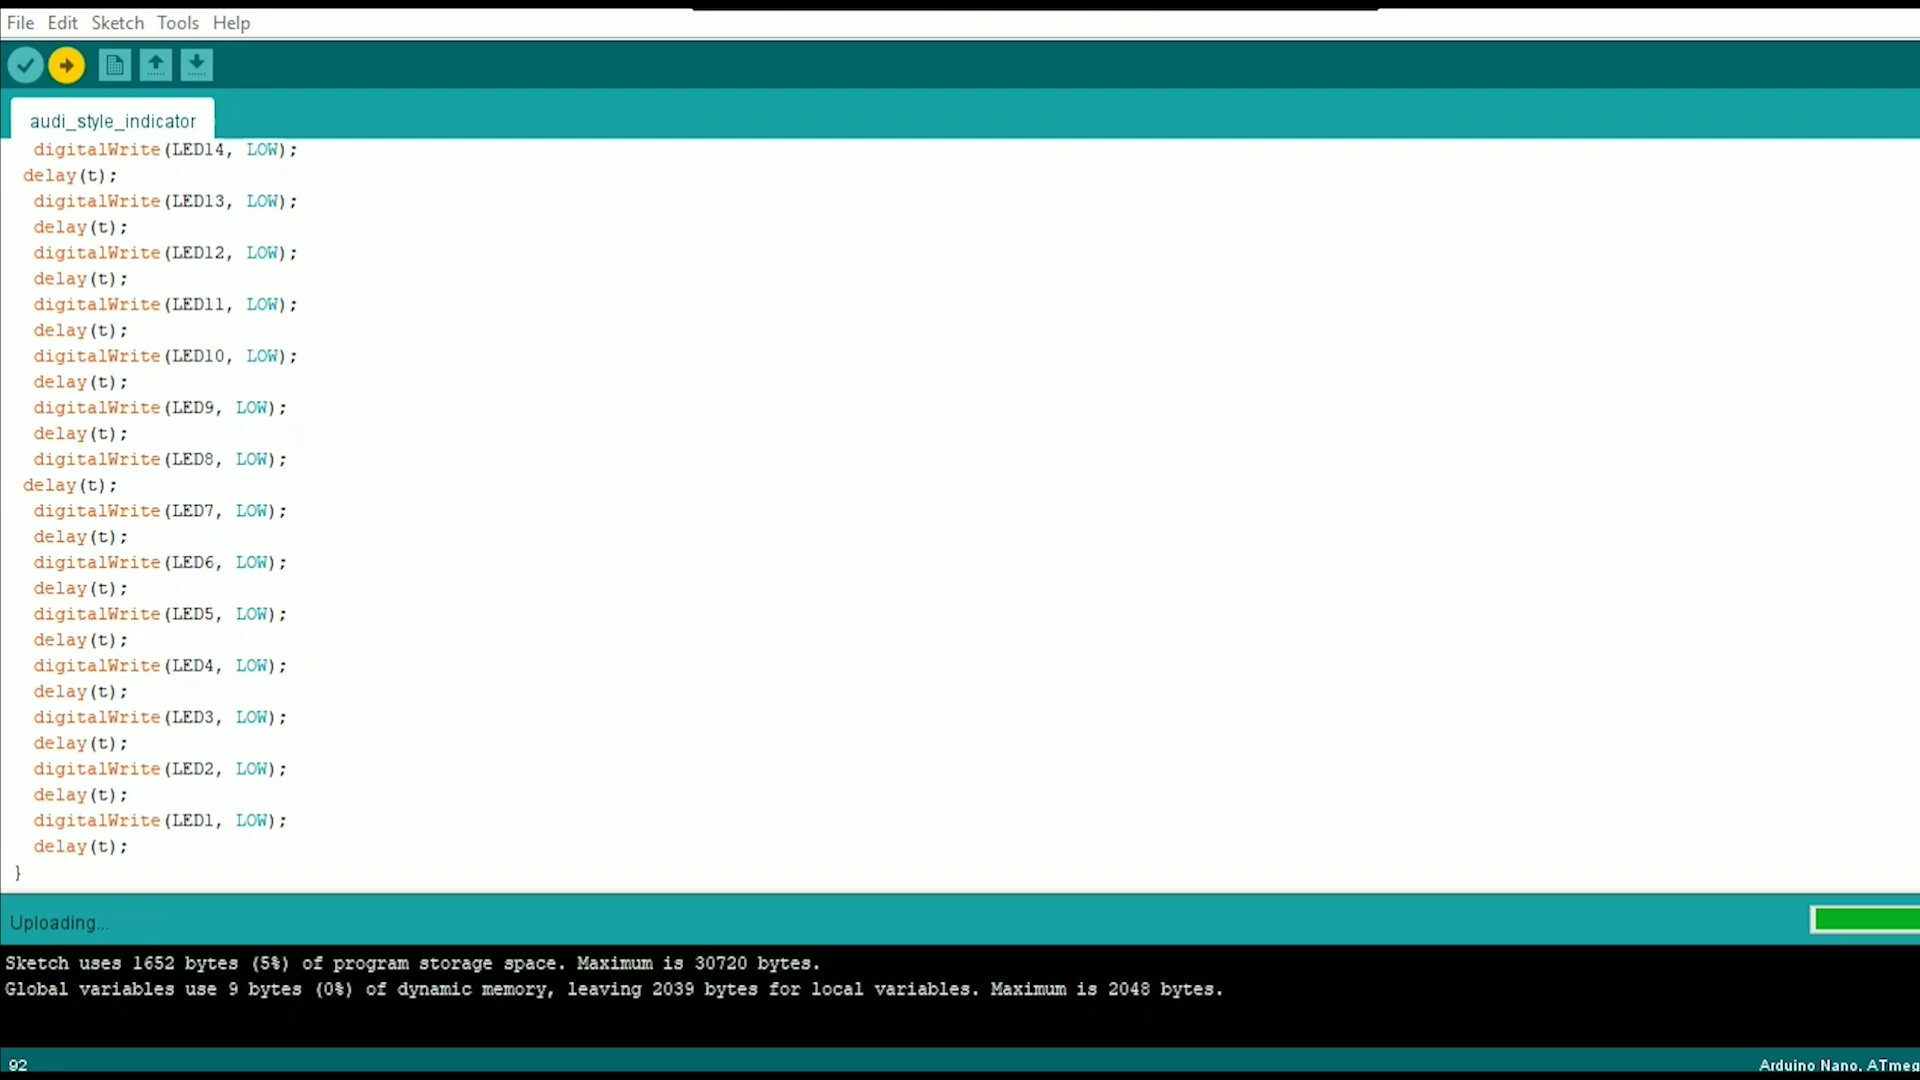 File Edit Sketch Tools Help
audi_style_indicator
digitalWrite(LED14, LOW);
delay(t);
digitalWrite(LED13, LOW);
delay(t);
digitalWrite(LED12, LOW);
delay(t);
digitalWrite(LED11, LOW);
delay(t);
digitalWrite(LED10, LOW);
delay(t);
digitalWrite(LED9, LOW);
delay(t);
digitalWrite(LED8, LOW);
delay(t);
digitalWrite(LED7, LOW);
delay(t);
digitalWrite(LED6, LOW);
delay(t);
digitalWrite(LED5, LOW);
delay(t);
digitalWrite(LED4, LOW);
delay(t);
digitalWrite(LED3, LOW);
delay(t);
digitalWrite(LED2, LOW);
delay(t);
digitalWrite(LED1, LOW);
delay(t);
}
Uploading...
Sketch uses 1652 bytes (5%) of program storage space. Maximum is 30720 bytes.
Global variables use 9 bytes (0%) of dynamic memory, leaving 2039 bytes for local variables. Maximum is 2048 bytes.
92
Arduino Nano, ATmeg